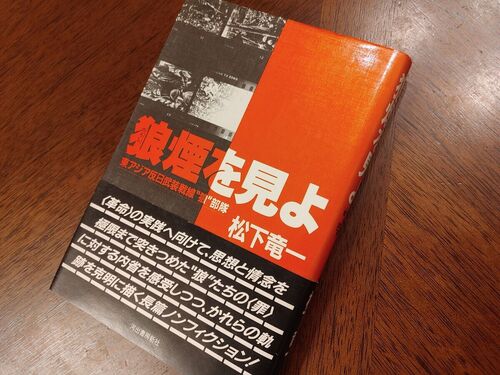 狼煙を見よ
東アジア反日武装戦線"狼"部隊
松下竜一
〈革命〉の実践へ向けて、思想と情念を
極限まで突きつめた"狼"たちの〈罪〉
に対する内省を感受しつつ、かれらの軌
跡を克明に描く長篇ノンフィクション!
河出書房新社